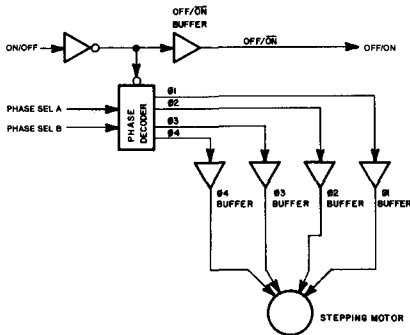 OFF/ON
BUFFER
ON/OFF
OFF/ON
OFF/ON
PHASE SEL A
PHASE SEL B
PHASE
DECODER
Ø1
Ø2
Ø3
Ø4
Ø4
BUFFER
Ø3
BUFFER
Ø2
BUFFER
Ø1
BUFFER
STEPPING MOTOR